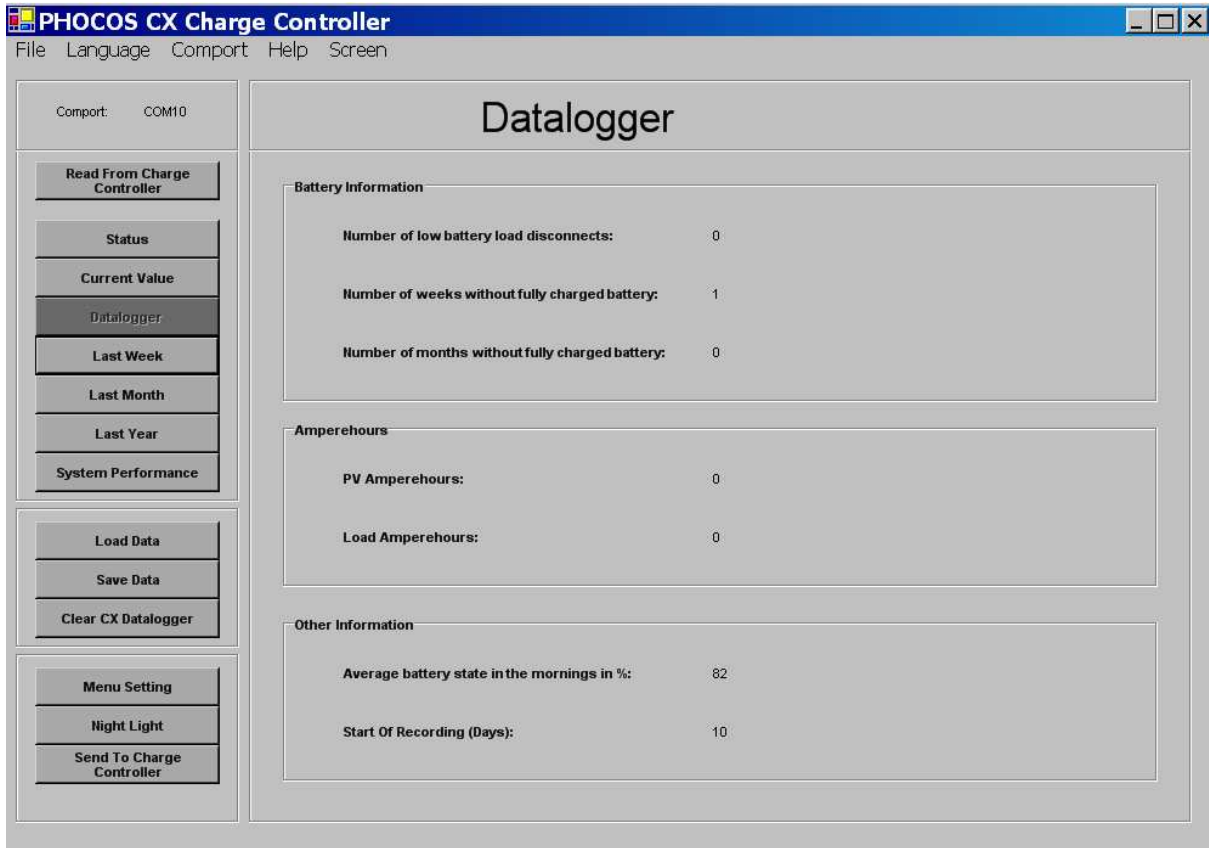 PHOCOS CX Charge Controller
File Language Comport Help Screen
Comport: COM10
Datalogger
Read From Charge
Controller
Status
Current Value
Datalogger
Last Week
Last Month
Last Year
System Performance
Load Data
Save Data
Clear CX Datalogger
Menu Setting
Night Light
Send To Charge
Controller
Battery Information
Number of low battery load disconnects: 0
Number of weeks without fully charged battery: 1
Number of months without fully charged battery: 0
Amperehours
PV Amperehours: 0
Load Amperehours: 0
Other Information
Average battery state in the mornings in %: 82
Start Of Recording (Days): 10